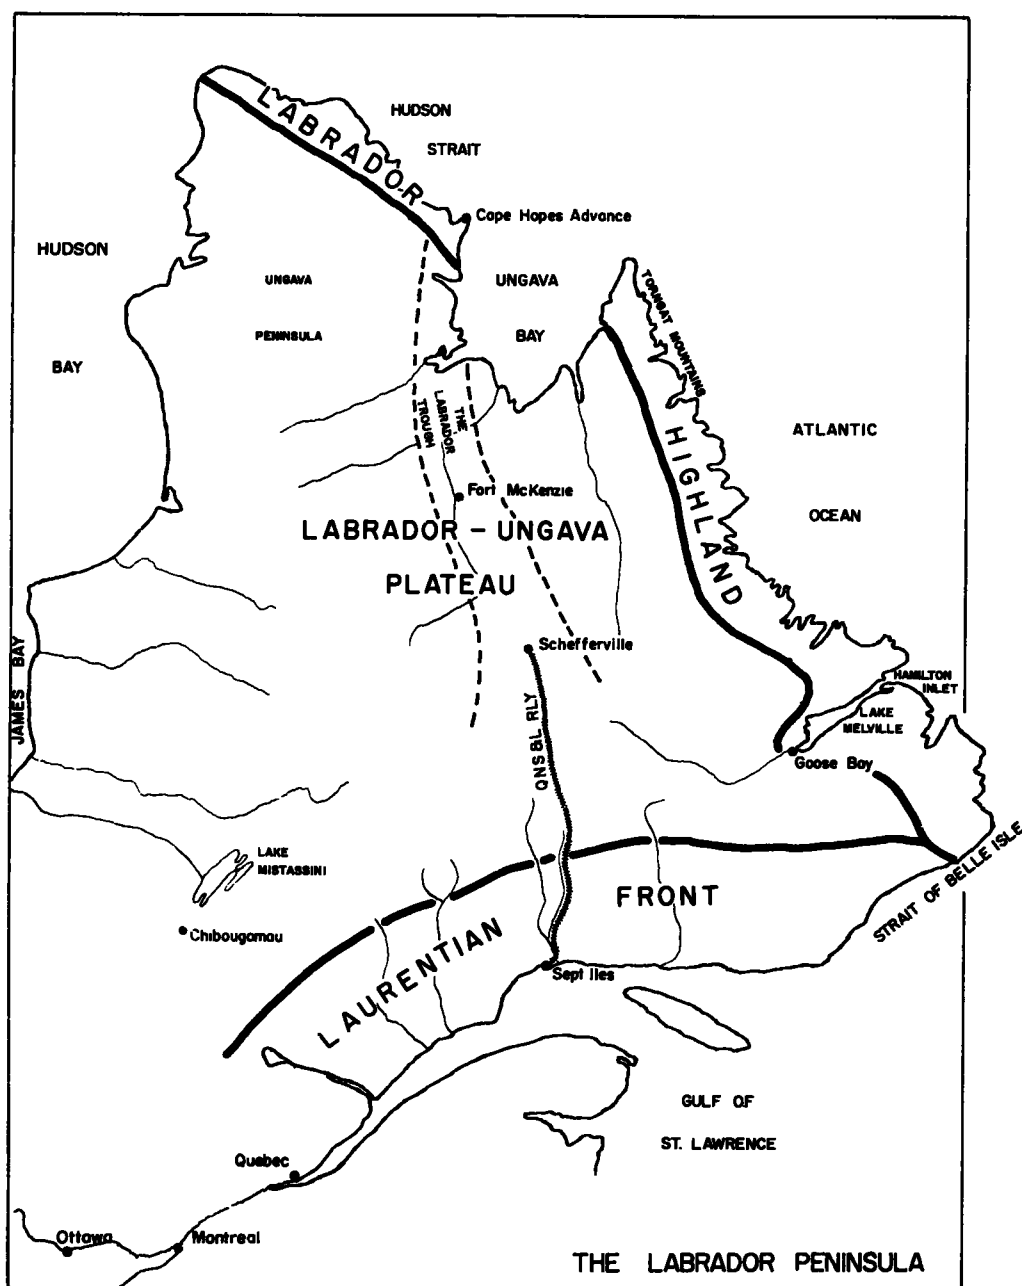 LABRADOR
HUDSON
STRAIT
Cape Hopes Advance
HUDSON
BAY
UNGAVA
PENINSULA
UNGAVA
BAY
TORNGAT MOUNTAINS
THE
LABRADOR
TROUGH
HIGHLAND
ATLANTIC
OCEAN
Fort McKenzie
LABRADOR - UNGAVA
PLATEAU
Schefferville
JAMES BAY
HAMILTON
INLET
LAKE
MELVILLE
QNS&L RLY
Goose Bay
LAKE
MISTASSINI
STRAIT OF BELLE ISLE
FRONT
LAURENTIAN
Chibougamau
Sept Iles
GULF OF
ST. LAWRENCE
Quebec
Ottawa
Montreal
THE LABRADOR PENINSULA